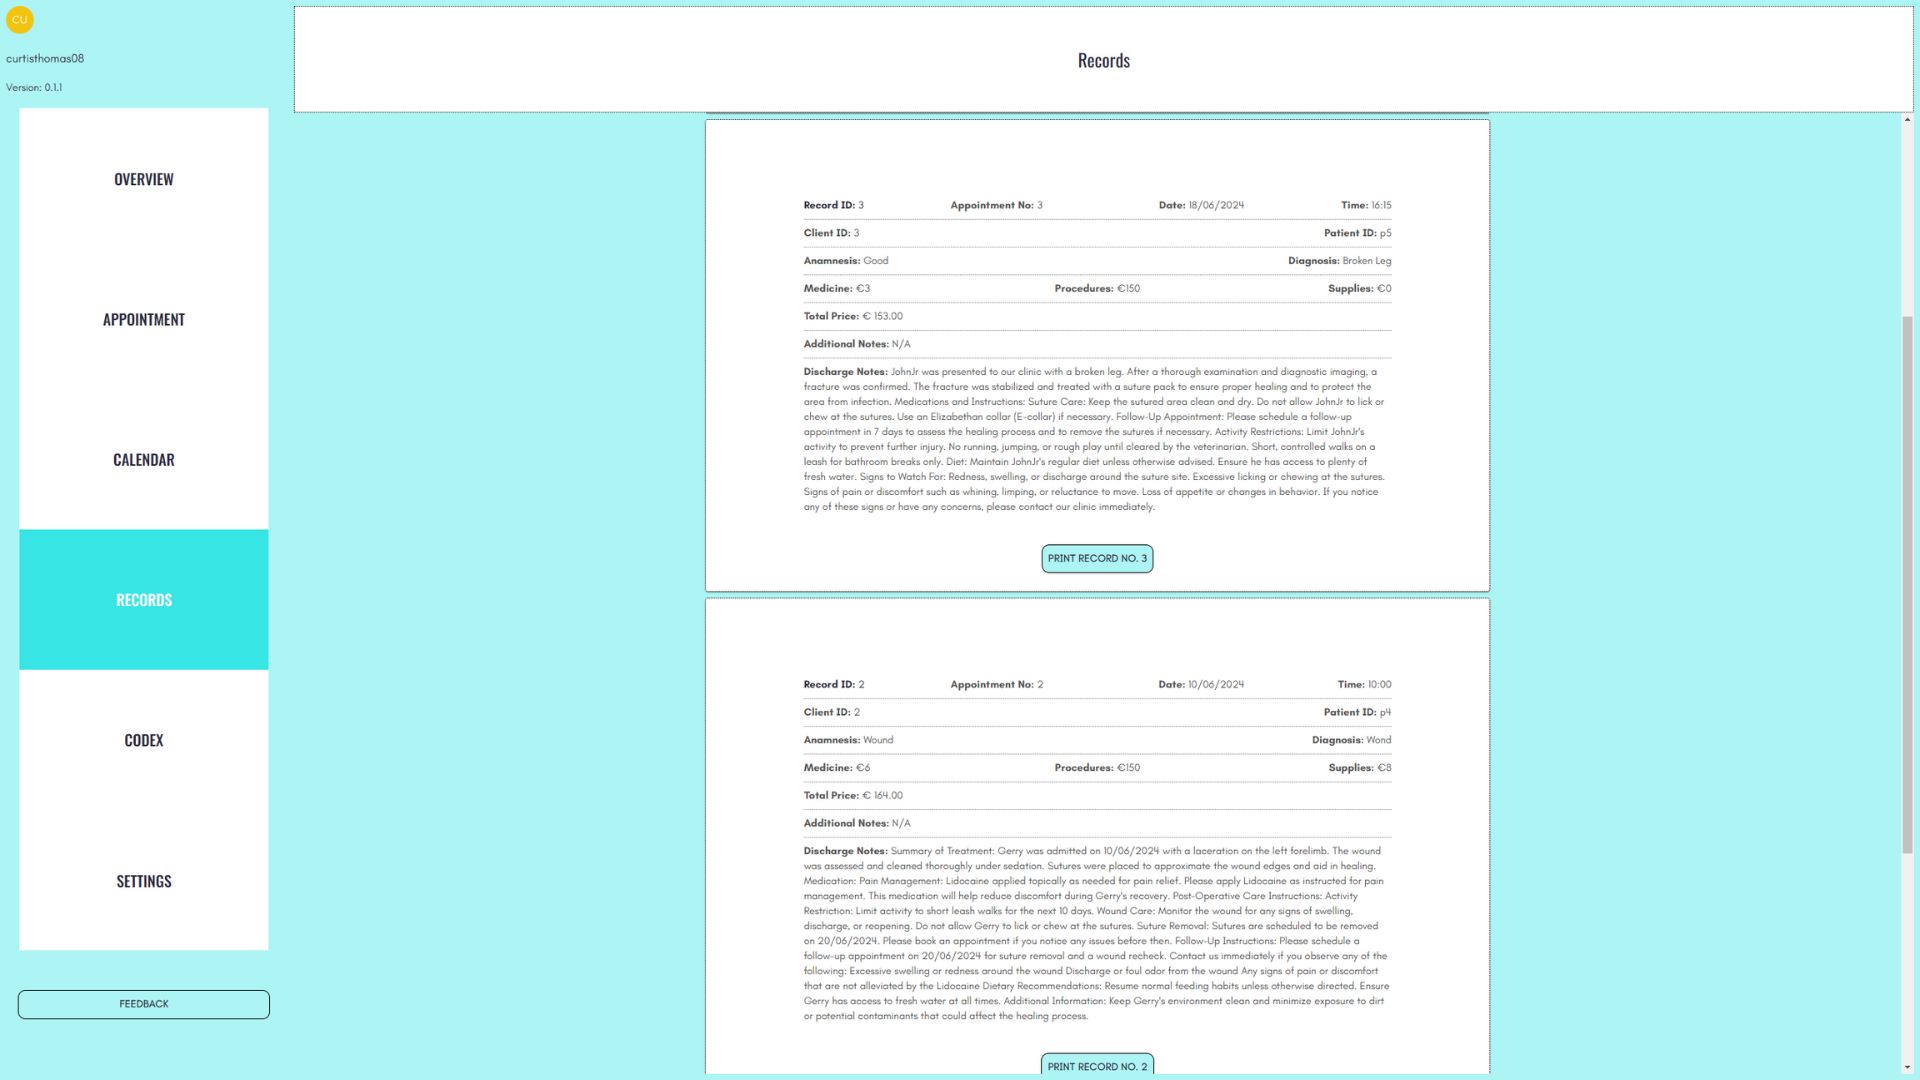 CU
curtisthomas08
Version: 0.1.1
OVERVIEW
APPOINTMENT
CALENDAR
RECORDS
CODEX
SETTINGS
FEEDBACK
Records
Record ID: 3 Appointment No: 3 Date: 18/06/2024 Time: 16:15
Client ID: 3 Patient ID: p5
Anamnesis: Good Diagnosis: Broken Leg
Medicine: €3 Procedures: €150 Supplies: €0
Total Price: € 153.00
Additional Notes: N/A
Discharge Notes: JohnJr was presented to our clinic with a broken leg. After a thorough examination and diagnostic imaging, a
fracture was confirmed. The fracture was stabilized and treated with a suture pack to ensure proper healing and to protect the
area from infection. Medications and Instructions: Suture Care: Keep the sutured area clean and dry. Do not allow JohnJr to lick or
chew at the sutures. Use an Elizabethan collar (E-collar) if necessary. Follow-Up Appointment: Please schedule a follow-up
appointment in 7 days to assess the healing process and to remove the sutures if necessary. Activity Restrictions: Limit JohnJr's
activity to prevent further injury. No running, jumping, or rough play until cleared by the veterinarian. Short, controlled walks on a
leash for bathroom breaks only. Diet: Maintain JohnJr's regular diet unless otherwise advised. Ensure he has access to plenty of
fresh water. Signs to Watch For: Redness, swelling, or discharge around the suture site. Excessive licking or chewing at the sutures.
Signs of pain or discomfort such as whining, limping, or reluctance to move. Loss of appetite or changes in behavior. If you notice
any of these signs or have any concerns, please contact our clinic immediately.
PRINT RECORD NO. 3
Record ID: 2 Appointment No: 2 Date: 10/06/2024 Time: 10:00
Client ID: 2 Patient ID: p4
Anamnesis: Wound Diagnosis: Wond
Medicine: €6 Procedures: €150 Supplies: €8
Total Price: € 164.00
Additional Notes: N/A
Discharge Notes: Summary of Treatment: Gerry was admitted on 10/06/2024 with a laceration on the left forelimb. The wound
was assessed and cleaned thoroughly under sedation. Sutures were placed to approximate the wound edges and aid in healing.
Medication: Pain Management: Lidocaine applied topically as needed for pain relief. Please apply Lidocaine as instructed for pain
management. This medication will help reduce discomfort during Gerry's recovery. Post-Operative Care Instructions: Activity
Restriction: Limit activity to short leash walks for the next 10 days. Wound Care: Monitor the wound for any signs of swelling,
discharge, or reopening. Do not allow Gerry to lick or chew at the sutures. Suture Removal: Sutures are scheduled to be removed
on 20/06/2024. Please book an appointment if you notice any issues before then. Follow-Up Instructions: Please schedule a
follow-up appointment on 20/06/2024 for suture removal and a wound recheck. Contact us immediately if you observe any of the
following: Excessive swelling or redness around the wound Discharge or foul odor from the wound Any signs of pain or discomfort
that are not alleviated by the Lidocaine Dietary Recommendations: Resume normal feeding habits unless otherwise directed. Ensure
Gerry has access to fresh water at all times. Additional Information: Keep Gerry's environment clean and minimize exposure to dirt
or potential contaminants that could affect the healing process.
PRINT RECORD NO. 2